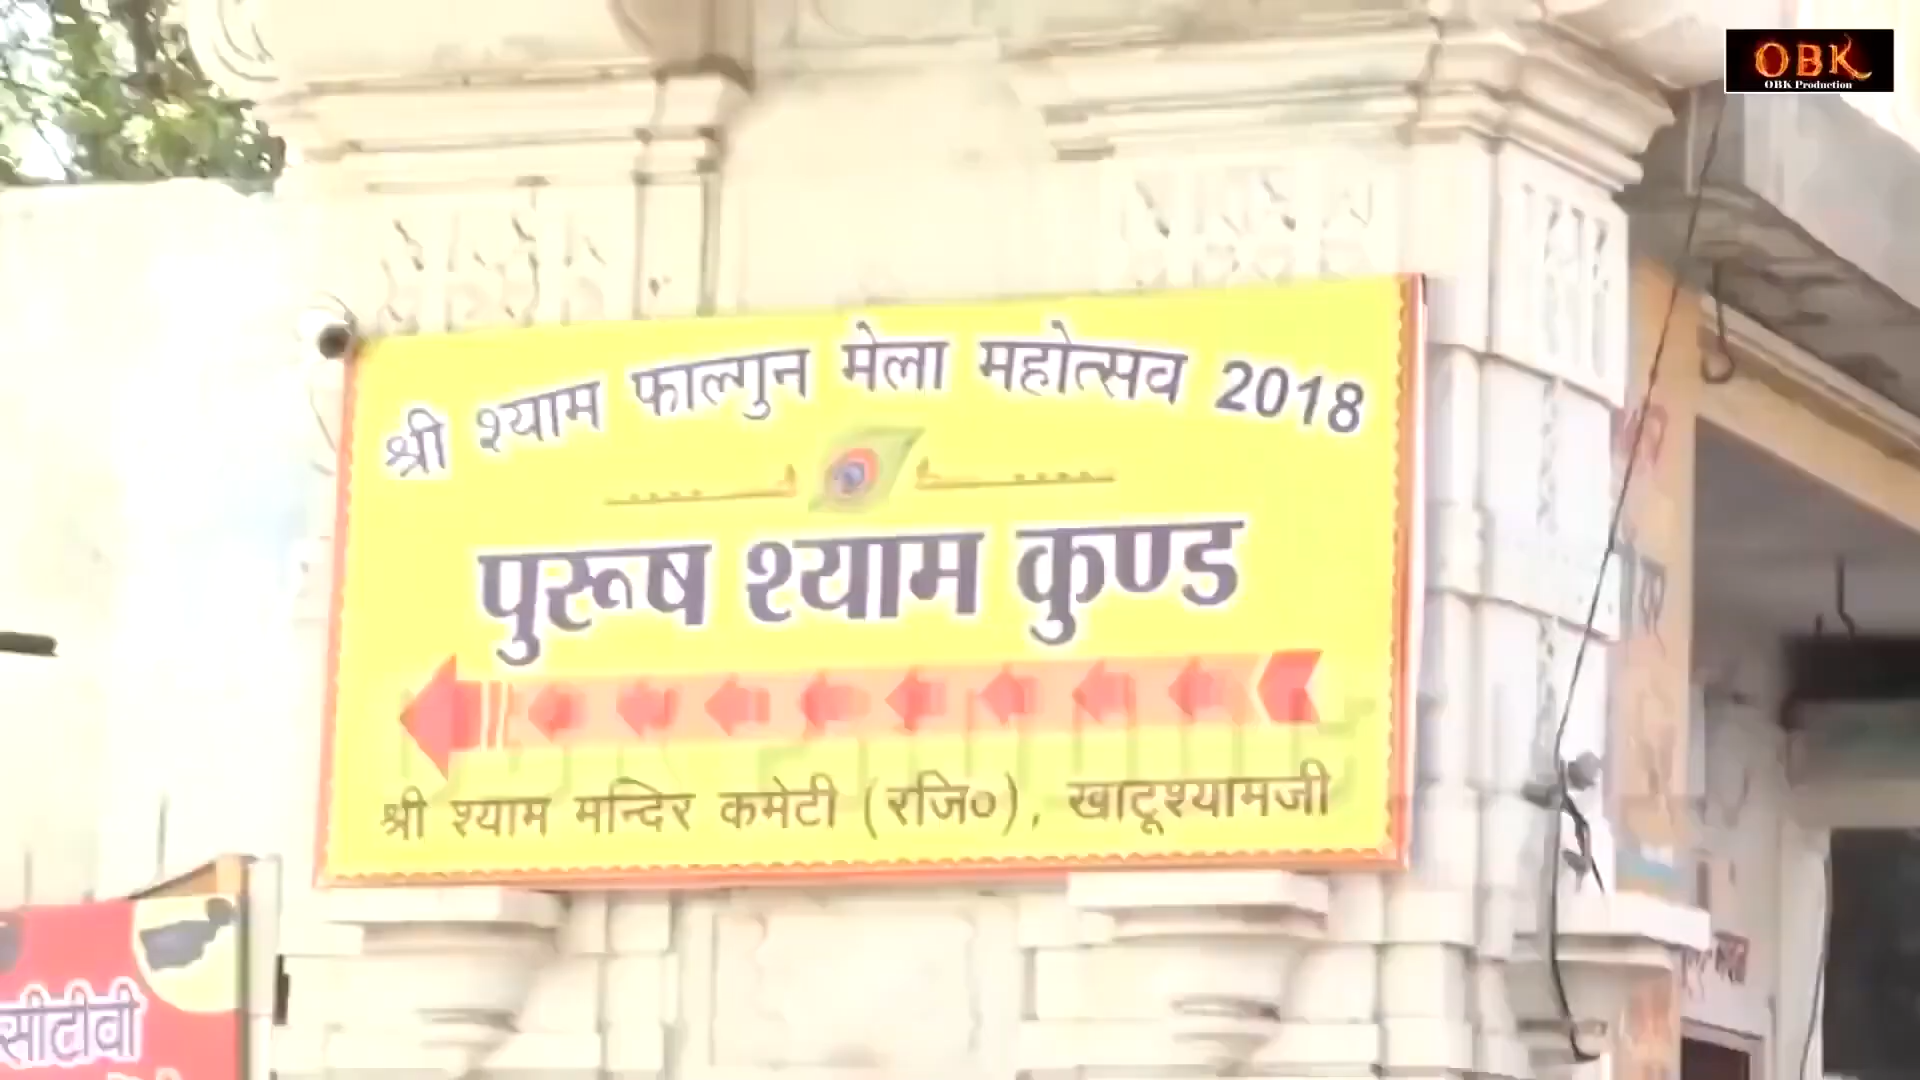 OBK
OBK Production
श्री श्याम फाल्गुन मेला महोत्सव 2018
पुरूष श्याम कुण्ड
श्री श्याम मन्दिर कमेटी (रजि०), खाटूश्यामजी
सीटीवी